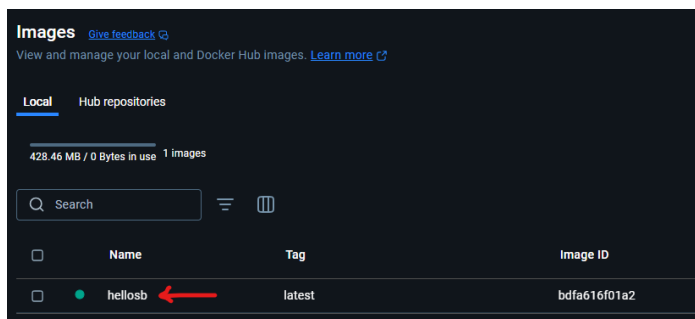 Images Give feedback
View and manage your local and Docker Hub images. Learn more
Local Hub repositories
428.46 MB / 0 Bytes in use 1 images
Search
Name Tag Image ID
hellosb latest bdfa616f01a2